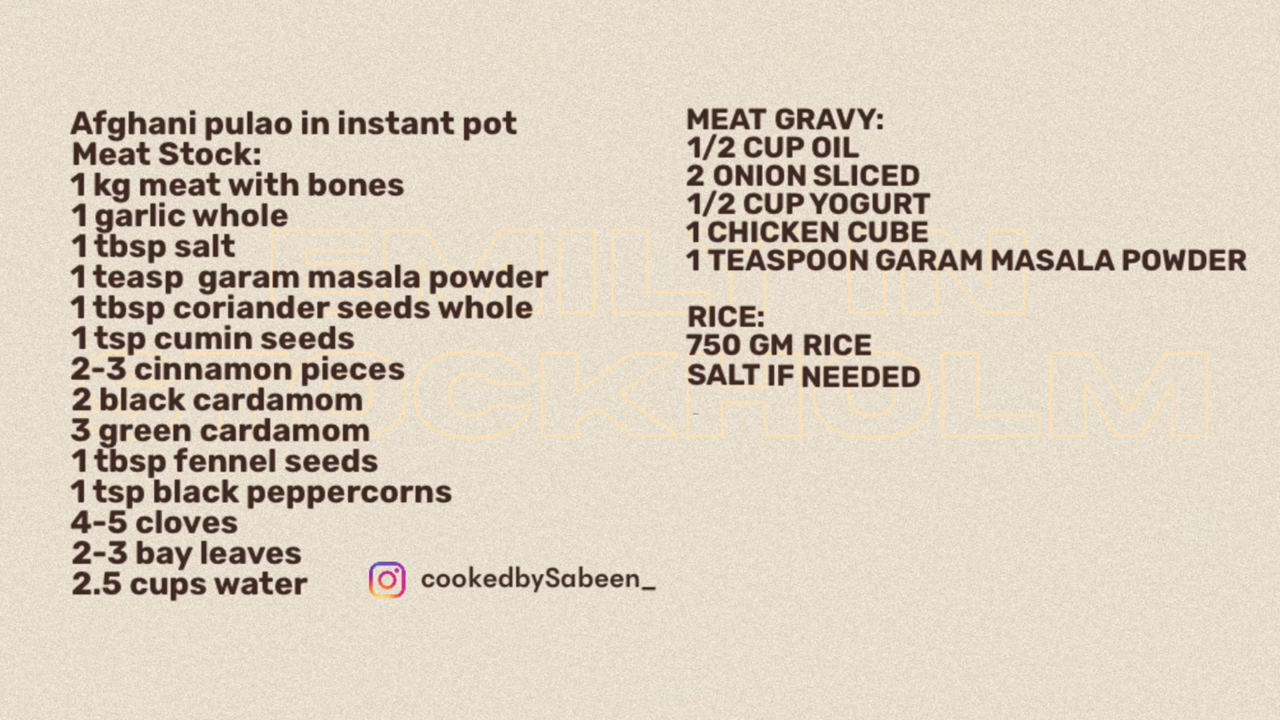 Afghani pulao in instant pot
Meat Stock:
1 kg meat with bones
1 garlic whole
1 tbsp salt
1 teasp garam masala powder
1 tbsp coriander seeds whole
1 tsp cumin seeds
2-3 cinnamon pieces
2 black cardamom
3 green cardamom
1 tbsp fennel seeds
1 tsp black peppercorns
4-5 cloves
2-3 bay leaves
2.5 cups water
cookedbySabeen_
MEAT GRAVY:
1/2 CUP OIL
2 ONION SLICED
1/2 CUP YOGURT
1 CHICKEN CUBE
1 TEASPOON GARAM MASALA POWDER
RICE:
750 GM RICE
SALT IF NEEDED